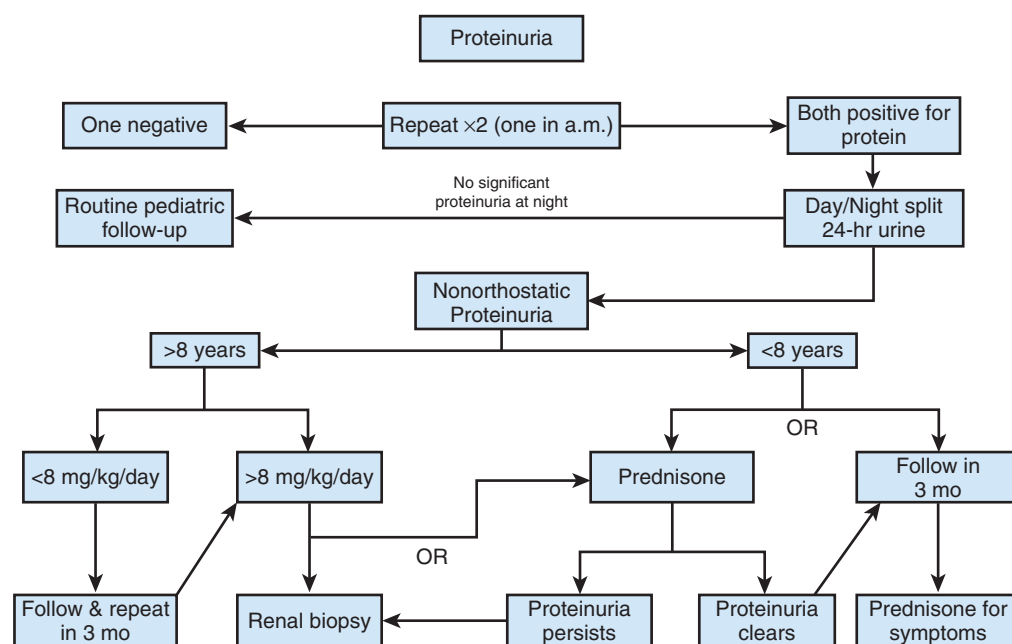 Proteinuria
One negative
Repeat ×2 (one in a.m.)
Both positive for
protein
No significant
proteinuria at night
Routine pediatric
follow-up
Day/Night split
24-hr urine
Nonorthostatic
Proteinuria
>8 years
<8 years
OR
<8 mg/kg/day
>8 mg/kg/day
Prednisone
Follow in
3 mo
OR
Follow & repeat
in 3 mo
Renal biopsy
Proteinuria
persists
Proteinuria
clears
Prednisone for
symptoms